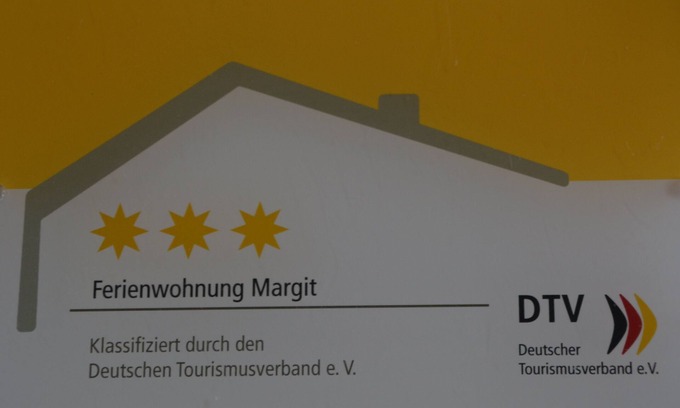 Ferienwohnung Margit
Klassifiziert durch den
Deutschen Tourismusverband e. V.
DTV
Deutscher
Tourismusverband e.V.